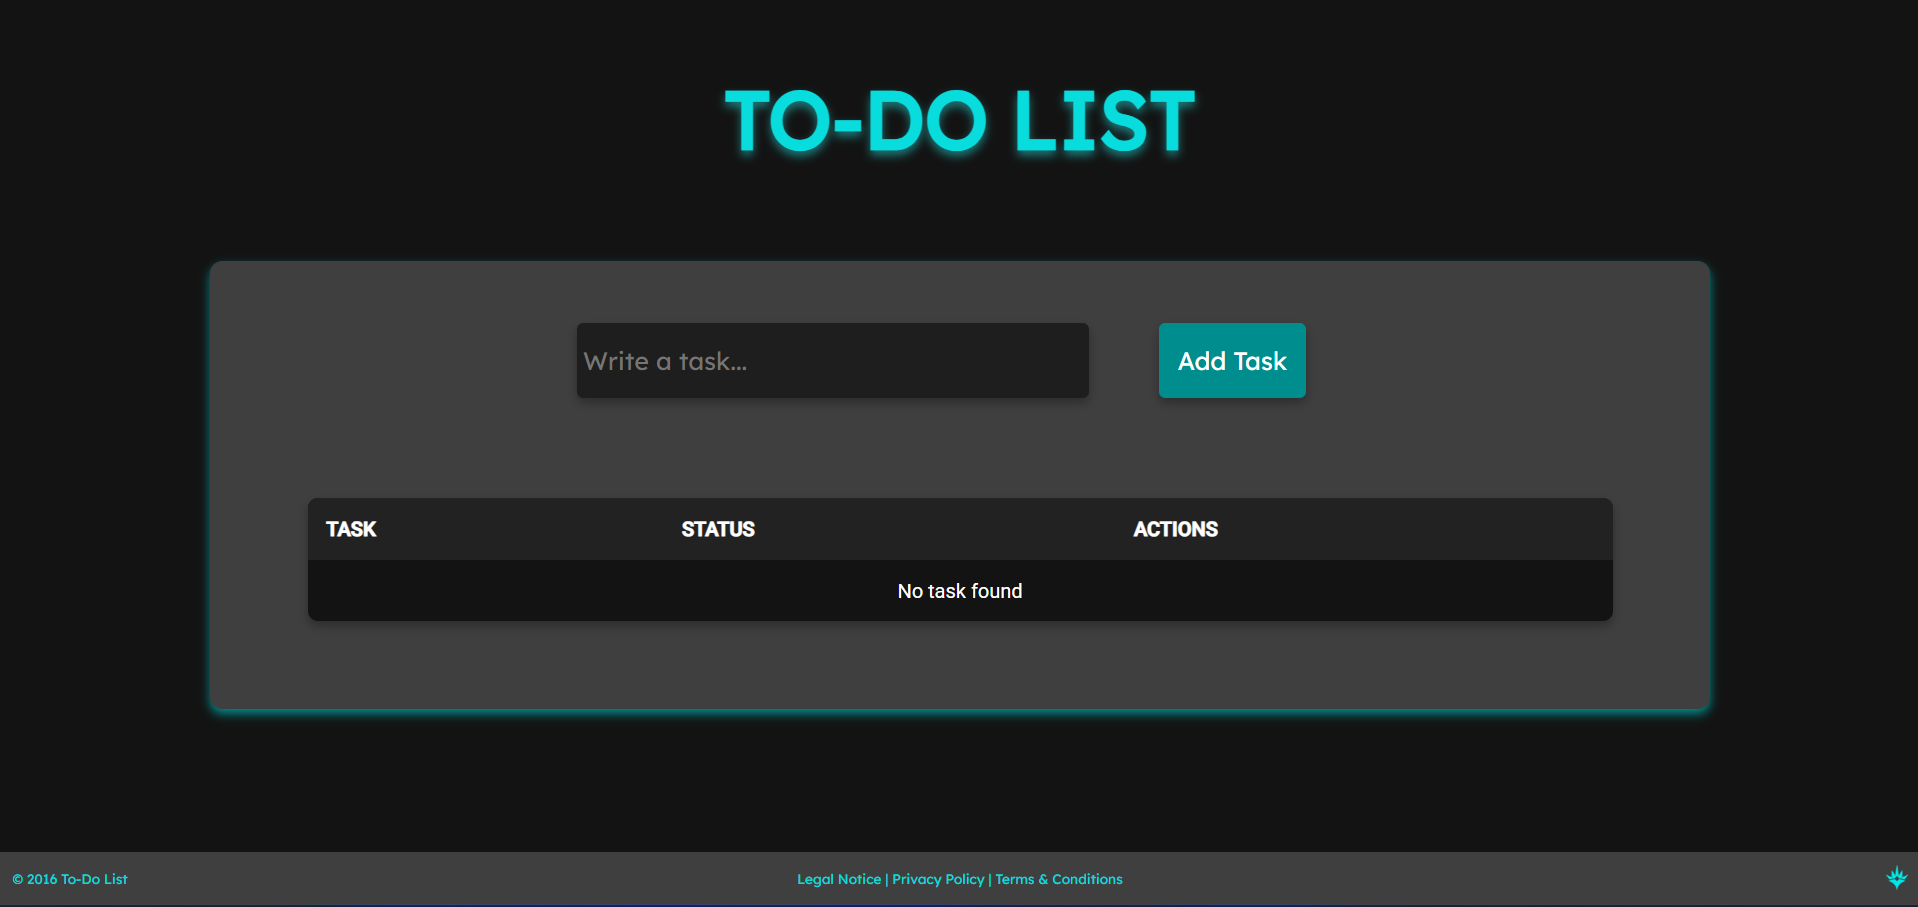 TO-DO LIST
Write a task...
Add Task
TASK STATUS ACTIONS
No task found
© 2016 To-Do List
Legal Notice | Privacy Policy | Terms & Conditions